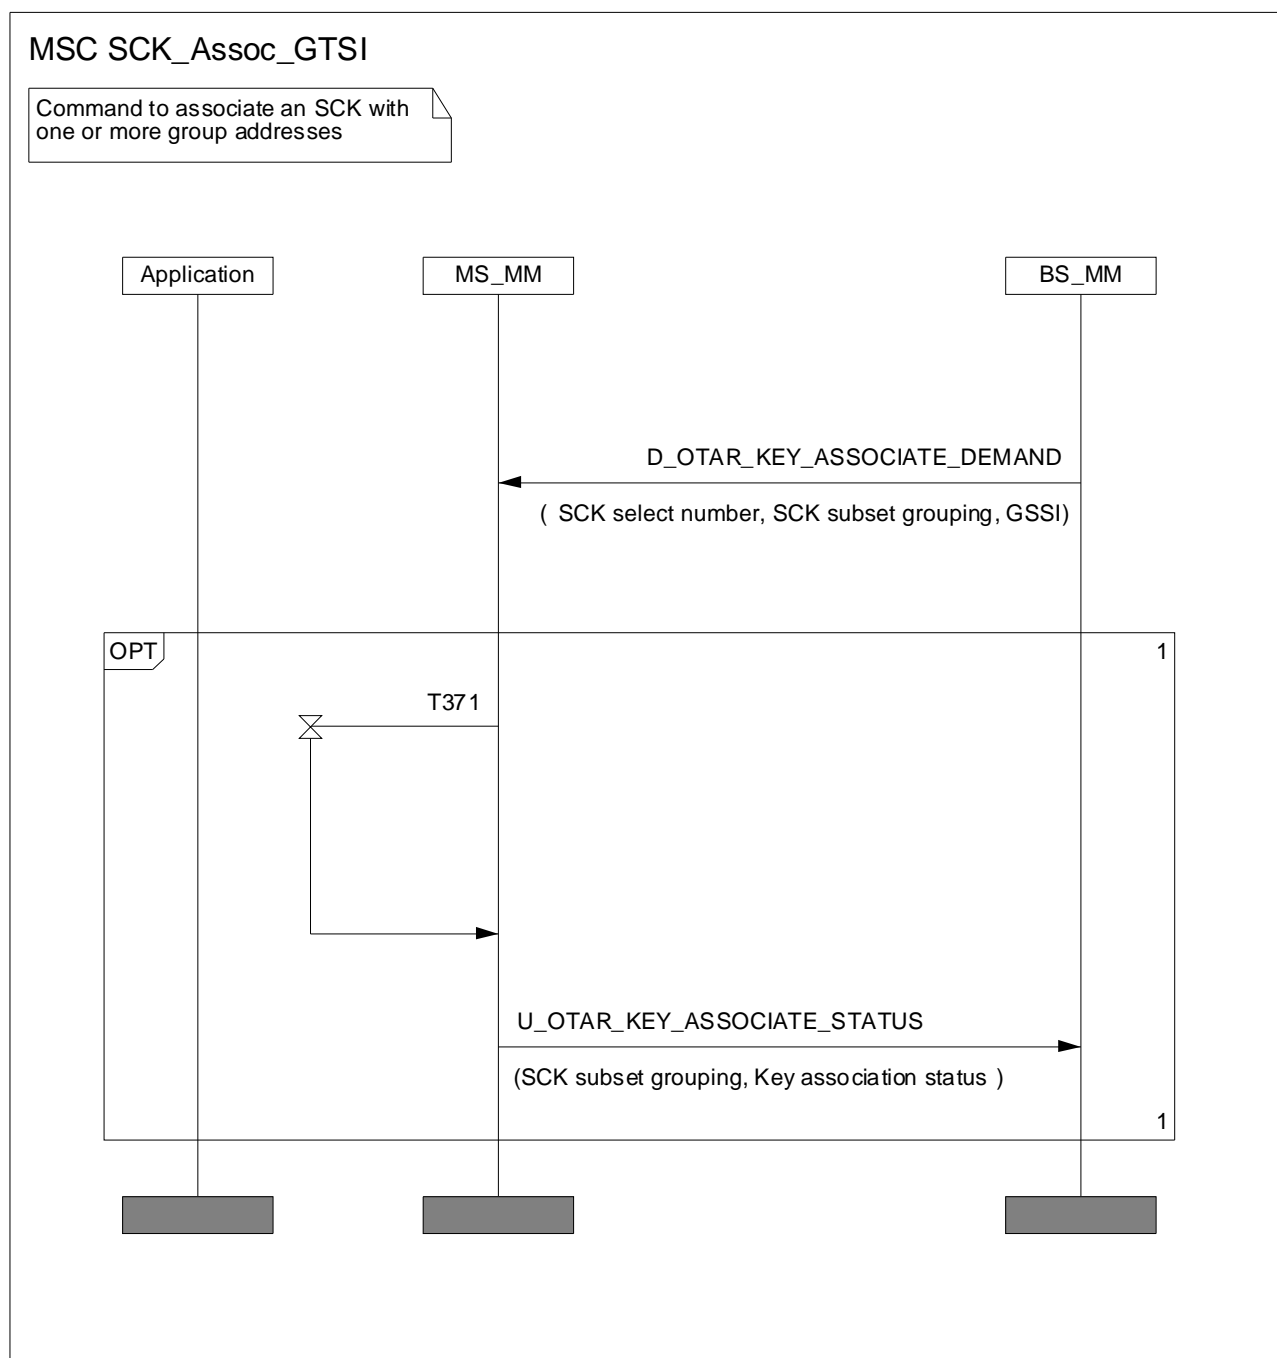 MSC SCK_Assoc_GTSI
Command to associate an SCK with
one or more group addresses
Application
MS_MM
BS_MM
D_OTAR_KEY_ASSOCIATE_DEMAND
( SCK select number, SCK subset grouping, GSSI)
OPT
1
T371
U_OTAR_KEY_ASSOCIATE_STATUS
(SCK subset grouping, Key association status )
1